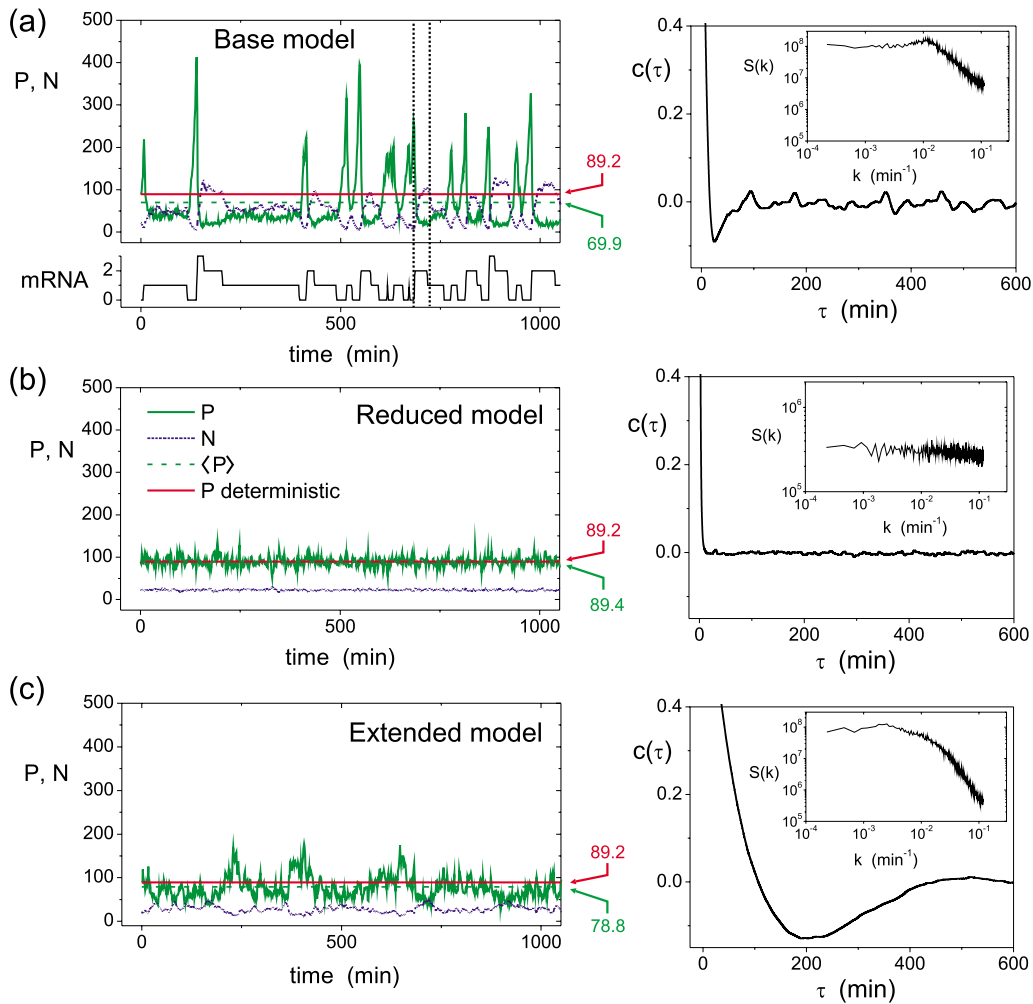 (a)
Base model
P, N
500
400
300
200
100
0
89.2
69.9
mRNA
2
0
0
500
1000
time (min)
c(τ)
0.4
0.2
0.0
S(k)
10^8
10^7
10^6
10^5
10^-4
10^-3
10^-2
10^-1
k (min^-1)
0
200
400
600
τ (min)
(b)
Reduced model
P, N
500
400
300
200
100
0
P
N
⟨P⟩
P deterministic
89.2
89.4
0
500
1000
time (min)
c(τ)
0.4
0.2
0.0
S(k)
10^6
10^5
10^-4
10^-3
10^-2
10^-1
k (min^-1)
0
200
400
600
τ (min)
(c)
Extended model
P, N
500
400
300
200
100
0
89.2
78.8
0
500
1000
time (min)
c(τ)
0.4
0.2
0.0
S(k)
10^8
10^7
10^6
10^5
10^-4
10^-3
10^-2
10^-1
k (min^-1)
0
200
400
600
τ (min)